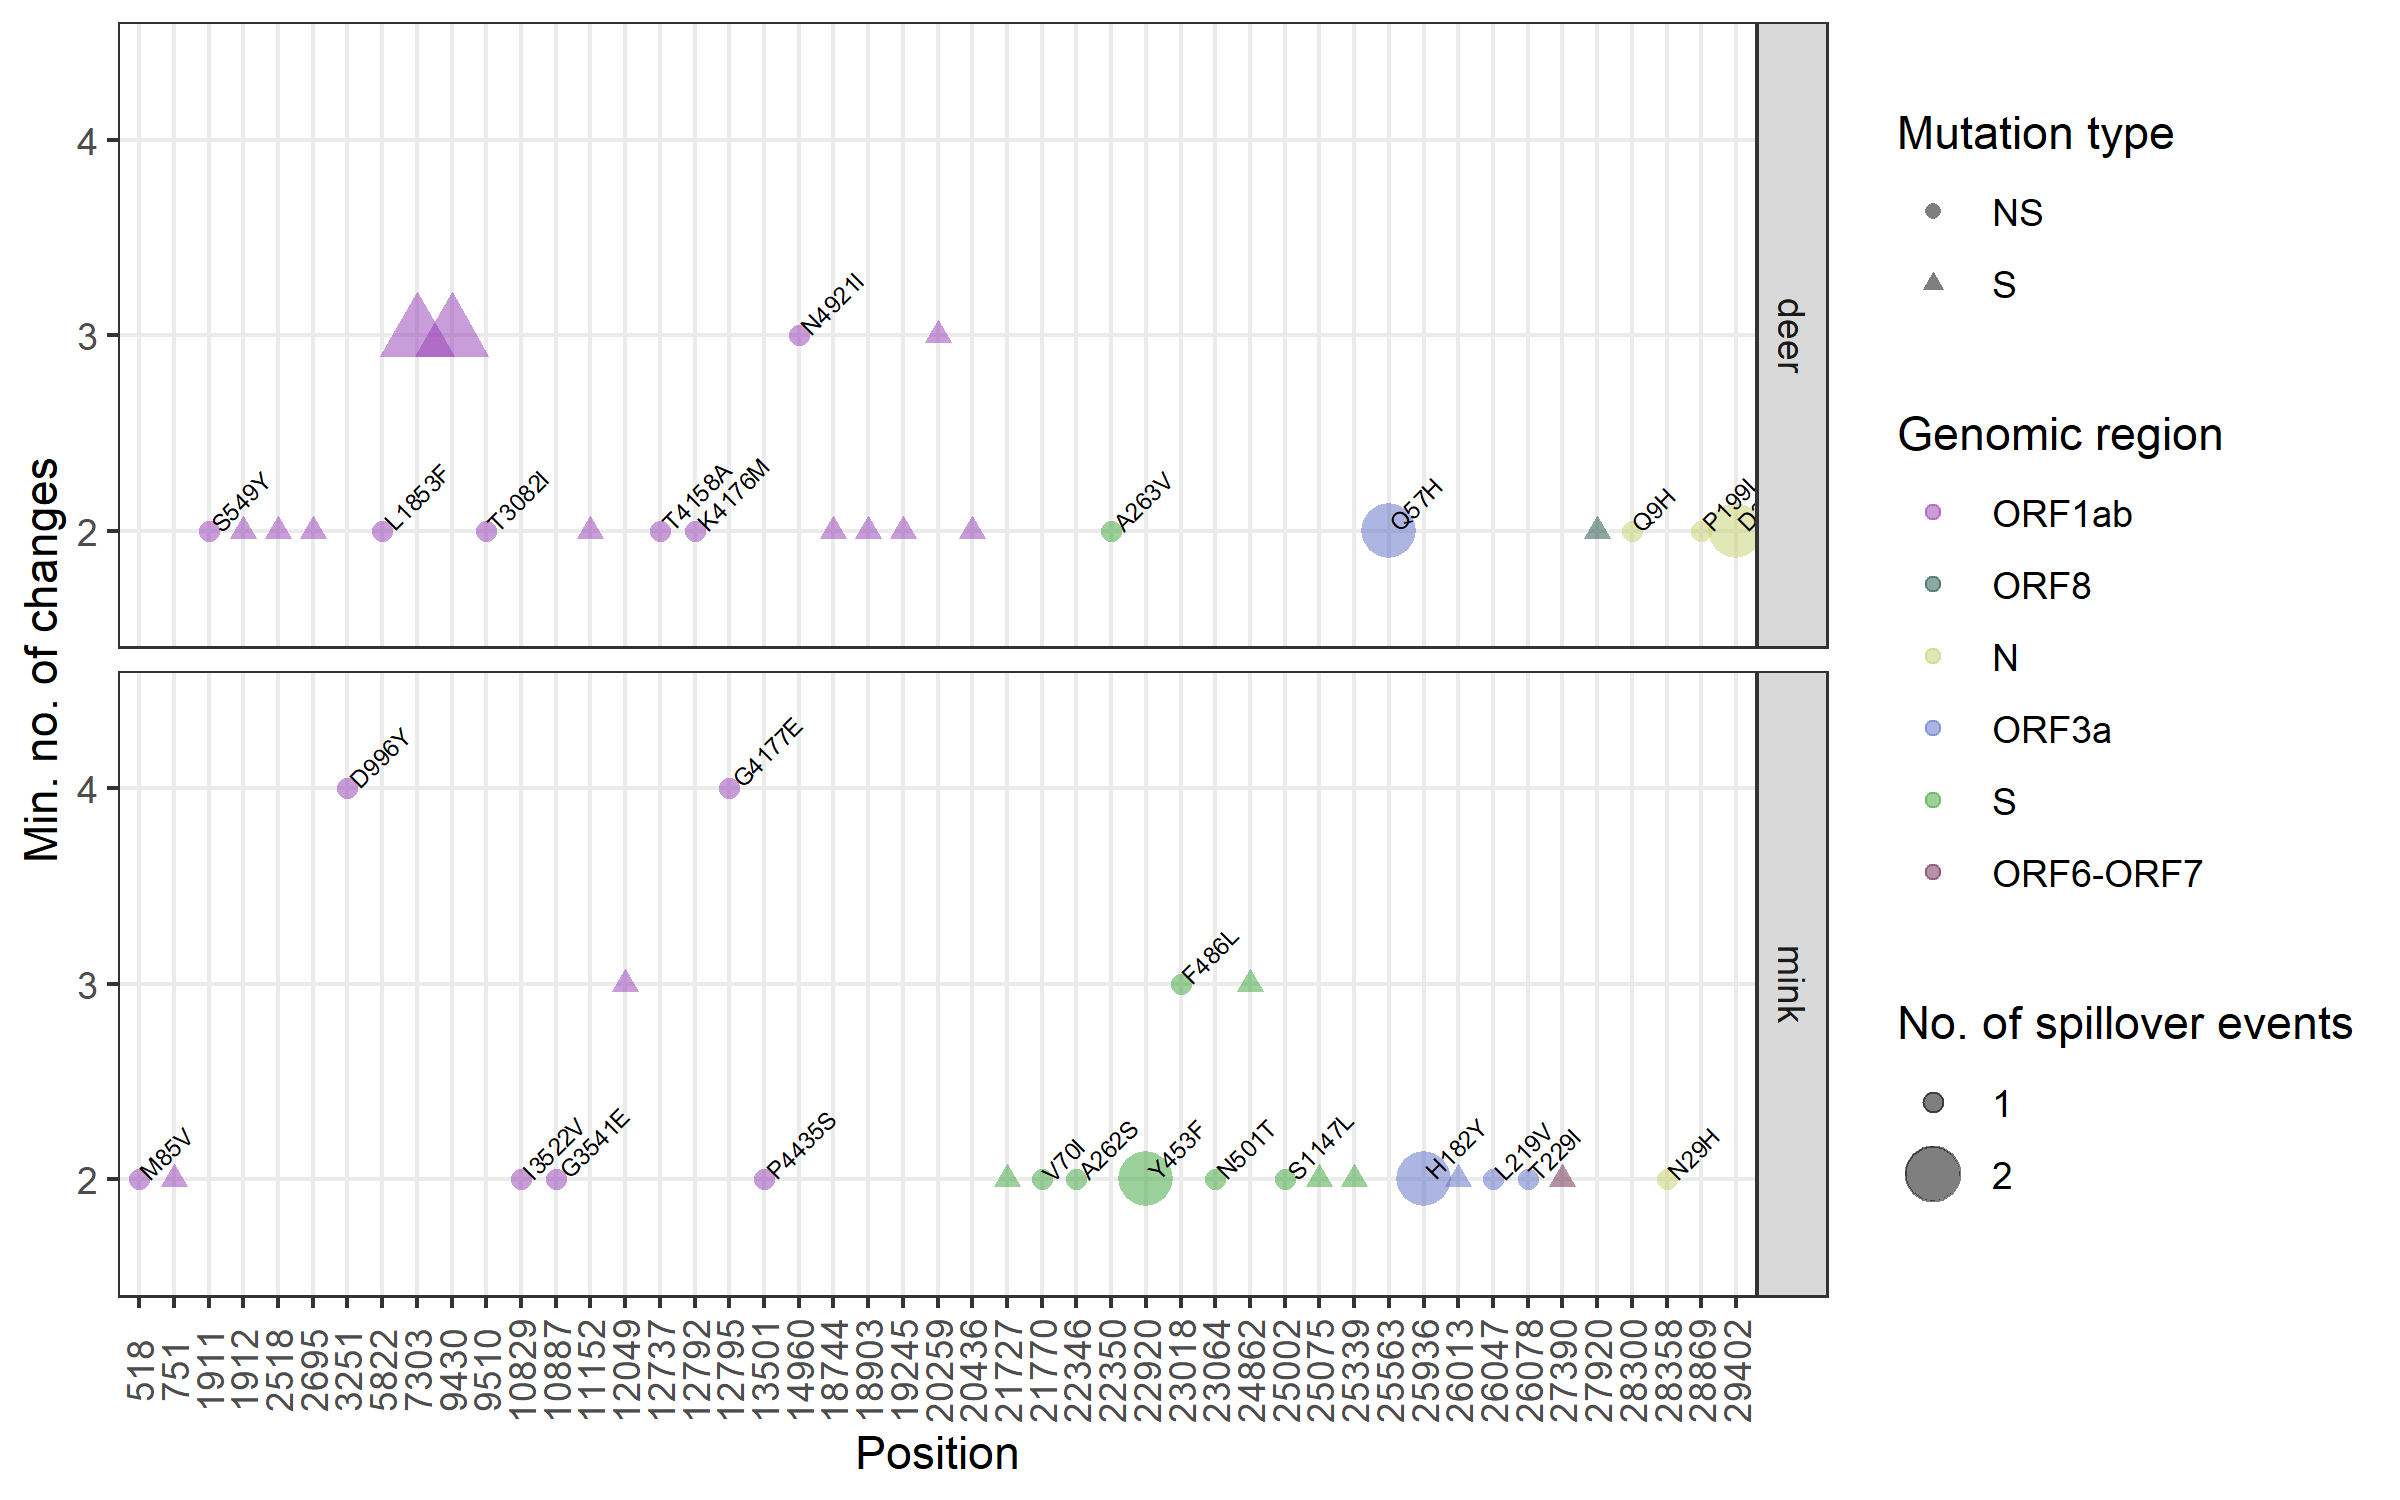 Min. no. of changes
4
3
2
N4921I
S549Y
L1853F
T3082I
T4158A
K4176M
A263V
Q57H
Q9H
P199I
deer
4
3
2
D996Y
G4177E
F486L
M85V
I3522V
G3541E
P4435S
V70I
A262S
Y453F
N501T
S1147L
H182Y
L219V
T229I
N29H
mink
518
751
1911
1912
2518
2695
3251
5822
7303
9430
9510
10829
10887
11152
12049
12737
12792
12795
13501
14960
18744
18903
19245
20259
20436
21727
21770
22346
22350
22920
23018
23064
24862
25002
25075
25339
25563
25936
26013
26047
26078
27390
27920
28300
28358
28869
29402
Position
Mutation type
NS
S
Genomic region
ORF1ab
ORF8
N
ORF3a
S
ORF6-ORF7
No. of spillover events
1
2